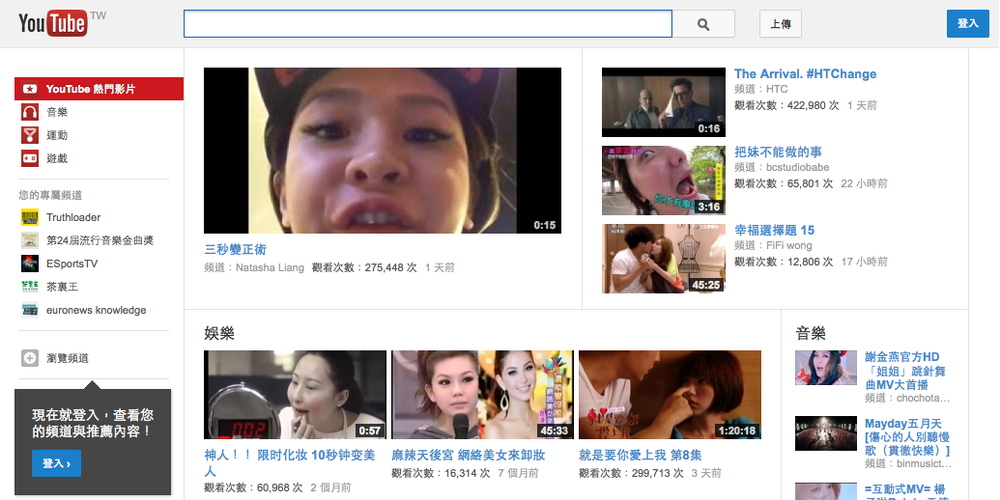 YouTube TW
上傳
登入
YouTube 熱門影片
音樂
運動
遊戲
您的專屬頻道
Truthloader
第24屆流行音樂金曲獎
ESportsTV
茶裏王
euronews knowledge
瀏覽頻道
現在就登入，查看您
的頻道與推薦內容！
登入 ›
0:15
三秒變正術
頻道：Natasha Liang 觀看次數：275,448 次 1 天前
0:16
The Arrival. #HTChange
頻道：HTC
觀看次數：422,980 次 1 天前
3:16
把妹不能做的事
頻道：bcstudiobabe
觀看次數：65,801 次 22 小時前
45:25
幸福選擇題 15
頻道：FiFi wong
觀看次數：12,806 次 17 小時前
娛樂
0:57
神人！！ 限时化妆 10秒钟变美
人
觀看次數：60,968 次 2 個月前
45:33
麻辣天後宮 網絡美女來卸妝
觀看次數：16,314 次 7 個月前
1:20:18
就是要你愛上我 第8集
觀看次數：299,713 次 3 天前
音樂
謝金燕官方HD
「姐姐」跳針舞
曲MV大首播
頻道：chochota...
Mayday五月天
[傷心的人別聽慢
歌（貫徹快樂）]
頻道：binmusict...
=互動式MV= 楊